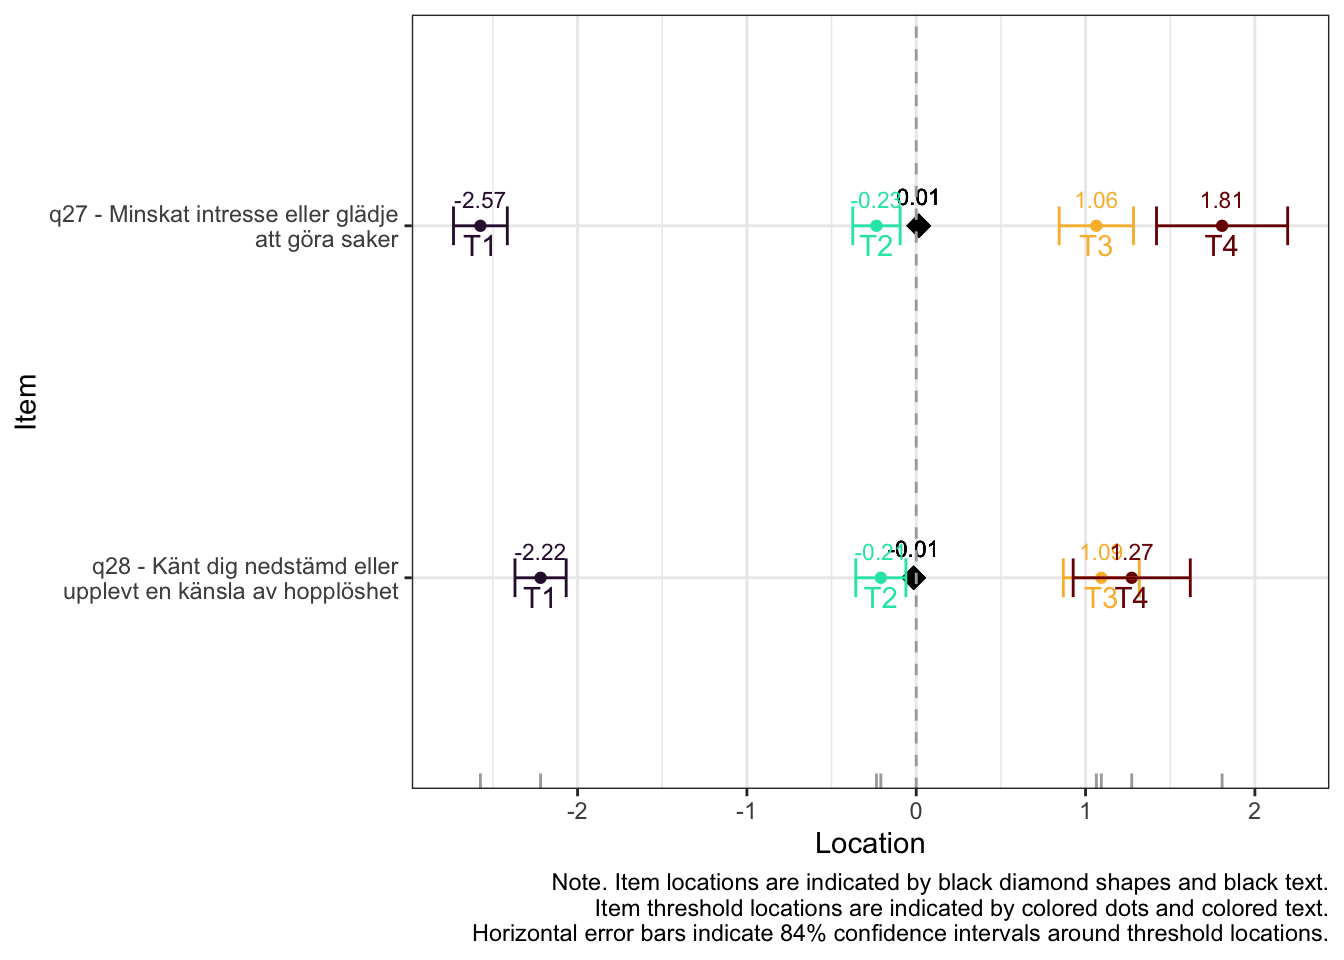 q27 - Minskat intresse eller glädje
att göra saker
-2.57
T1
-0.23
T2
0.01
1.06
T3
1.81
T4
Item
q28 - Känt dig nedstämd eller
upplevt en känsla av hopplöshet
-2.22
T1
-0.21
T2
-0.01
1.09
T3
1.27
T4
-2
-1
0
1
2
Location
Note. Item locations are indicated by black diamond shapes and black text.
Item threshold locations are indicated by colored dots and colored text.
Horizontal error bars indicate 84% confidence intervals around threshold locations.